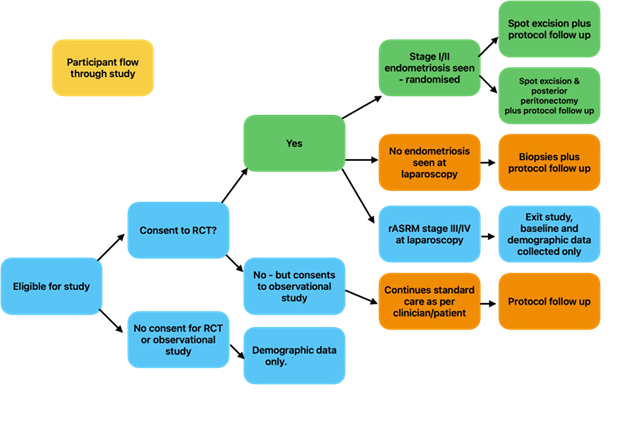 Participant flow
through study
Stage I/II
endometriosis seen
- randomised
Spot excision plus
protocol follow up
Spot excision &
posterior
peritonectomy
plus protocol follow up
Yes
No endometriosis
seen at
laparoscopy
Biopsies plus
protocol follow up
Consent to RCT?
rASRM stage III/IV
at laparoscopy
Exit study,
baseline and
demographic data
collected only
Eligible for study
No - but consents
to observational
study
Continues standard
care as per
clinician/patient
Protocol follow up
No consent for RCT
or observational
study
Demographic data
only.